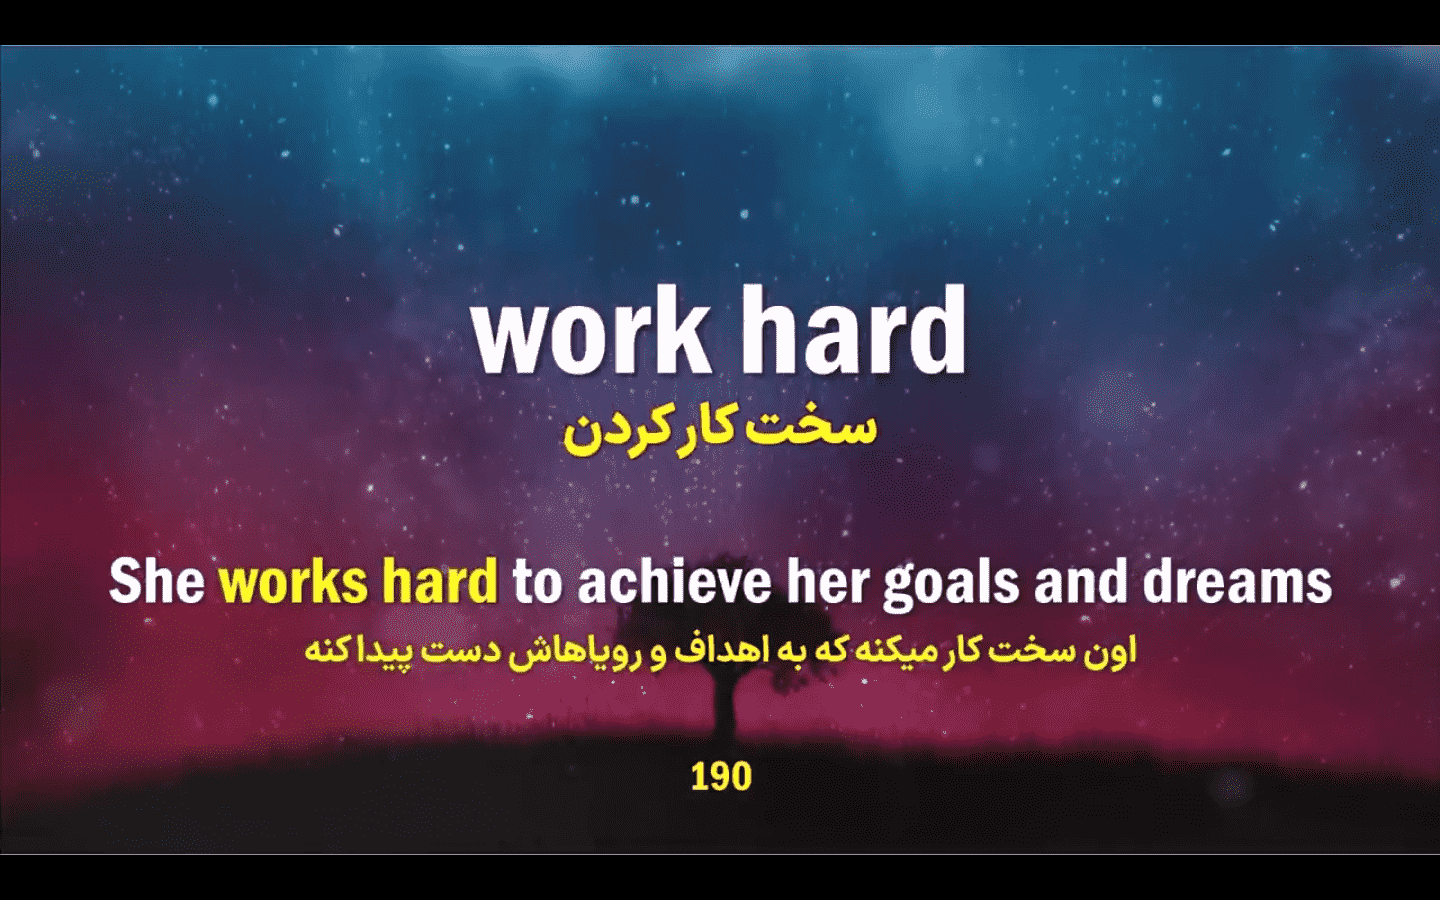 work hard
سخت کار کردن
She works hard to achieve her goals and dreams
اون سخت کار میکنه که به اهداف و رویاهاش دست پیدا کنه
190